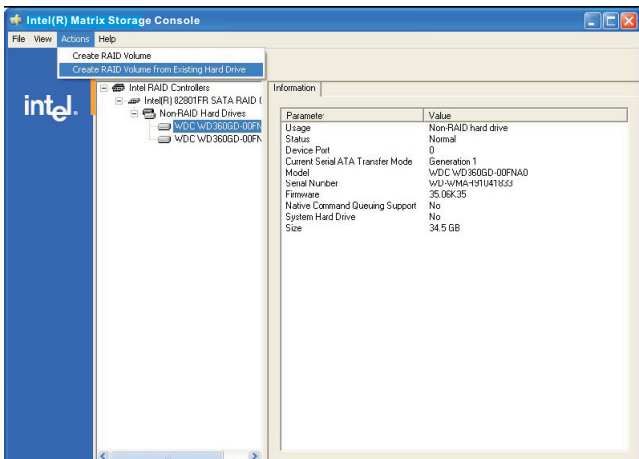 Intel(R) Matrix Storage Console
File View Actions Help
Create RAID Volume
Create RAID Volume from Existing Hard Drive
intel.
Intel RAID Controllers
Intel(R) 82801FR SATA RAID C
Non-RAID Hard Drives
WDC WD360GD-00FN
WDC WD360GD-00FN
Information
Parameter Value
Usage Non-RAID hard drive
Status Normal
Device Port 0
Current Serial ATA Transfer Mode Generation 1
Model WDC WD360GD-00FNA0
Serial Number
Firmware 35.06K35
Native Command Queuing Support No
System Hard Drive No
Size 34.5 GB